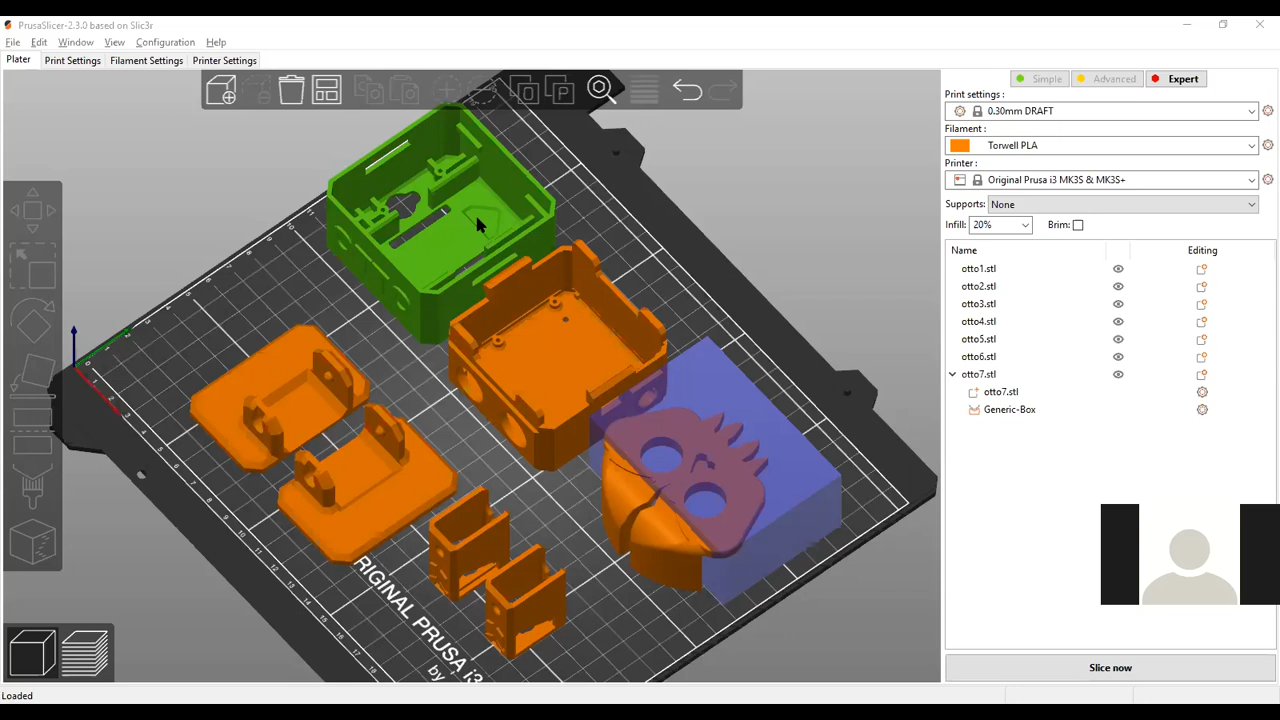 PrusaSlicer-2.3.0 based on Slic3r
File Edit Window View Configuration Help
Plater Print Settings Filament Settings Printer Settings
Simple Advanced Expert
Print settings :
0.30mm DRAFT
Filament :
Torwell PLA
Printer :
Original Prusa i3 MK3S & MK3S+
Supports: None
Infill: 20% Brim:
Name Editing
otto1.stl
otto2.stl
otto3.stl
otto4.stl
otto5.stl
otto6.stl
otto7.stl
otto7.stl
Generic-Box
RIGINAL PRUSA i3
by
Slice now
Loaded